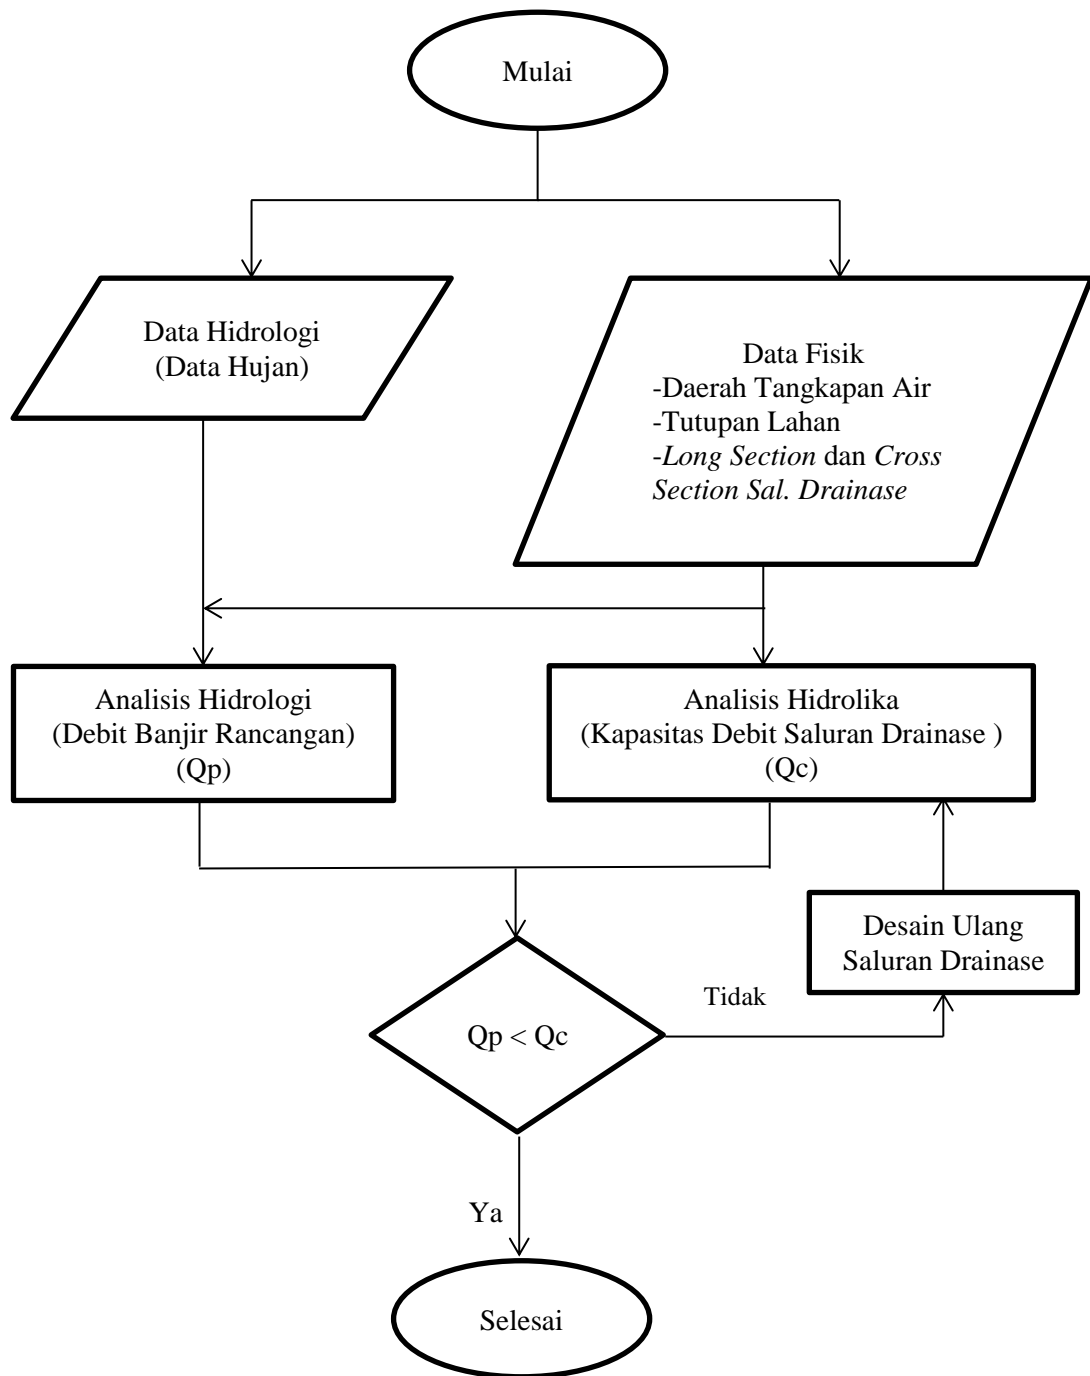 Mulai
Data Hidrologi
(Data Hujan)
Data Fisik
-Daerah Tangkapan Air
-Tutupan Lahan
-Long Section dan Cross
Section Sal. Drainase
Analisis Hidrologi
(Debit Banjir Rancangan)
(Qp)
Analisis Hidrolika
(Kapasitas Debit Saluran Drainase )
(Qc)
Desain Ulang
Saluran Drainase
Tidak
Qp < Qc
Ya
Selesai